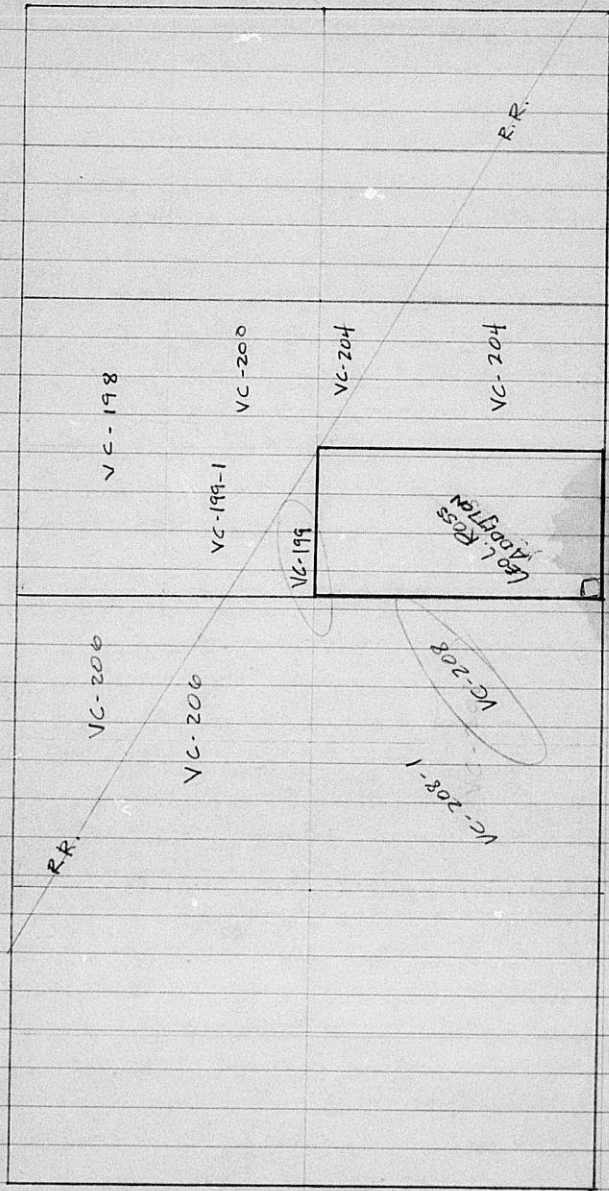 R.R.
VC-198
VC-200
VC-204
VC-204
VC-199-1
VC-199
LEO L. ROSS
ADDITION
VC-206
VC-206
VC-208
VC-208-1
R.R.